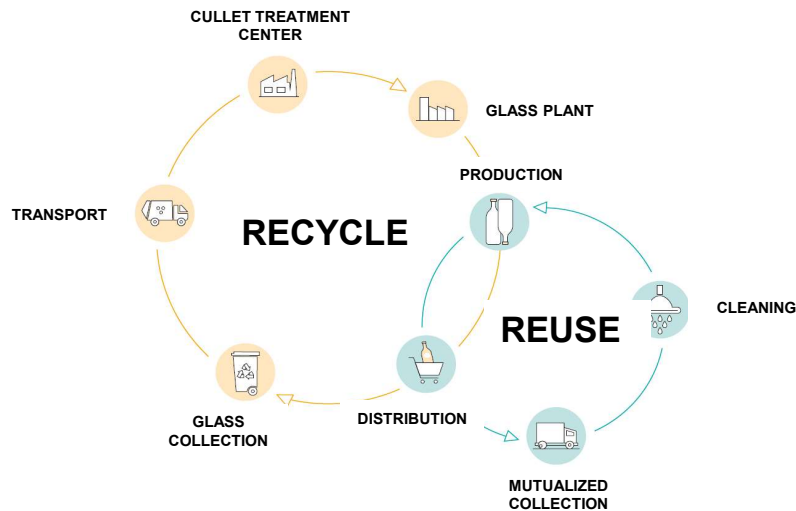 CULLET TREATMENT
CENTER
GLASS PLANT
PRODUCTION
TRANSPORT
RECYCLE
CLEANING
REUSE
GLASS
COLLECTION
DISTRIBUTION
MUTUALIZED
COLLECTION